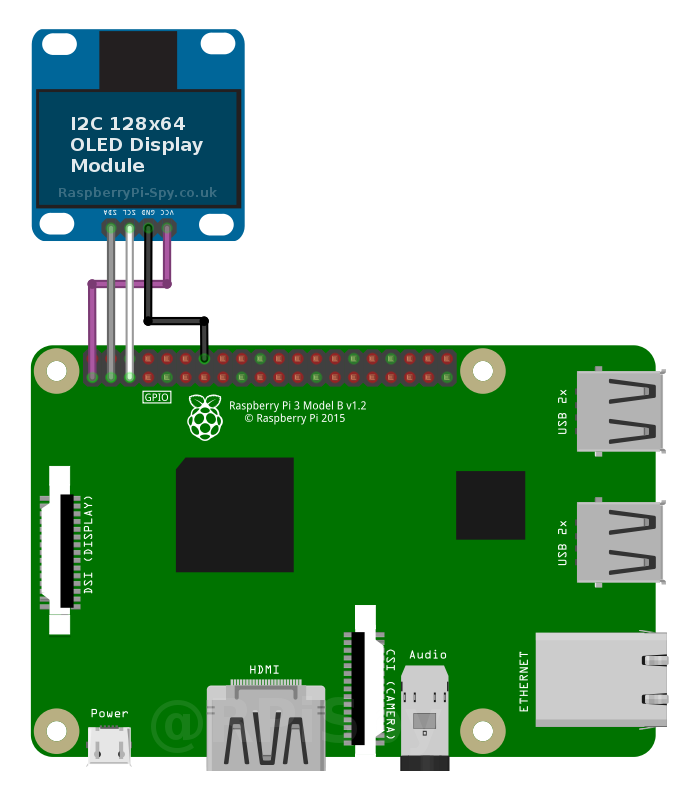 I2C 128x64
OLED Display
Module
RaspberryPi-Spy.co.uk
SDA SCL GND VCC
GPIO
Raspberry Pi 3 Model B v1.2
© Raspberry Pi 2015
USB 2x
USB 2x
DSI (DISPLAY)
CSI (CAMERA)
Audio
ETHERNET
HDMI
Power